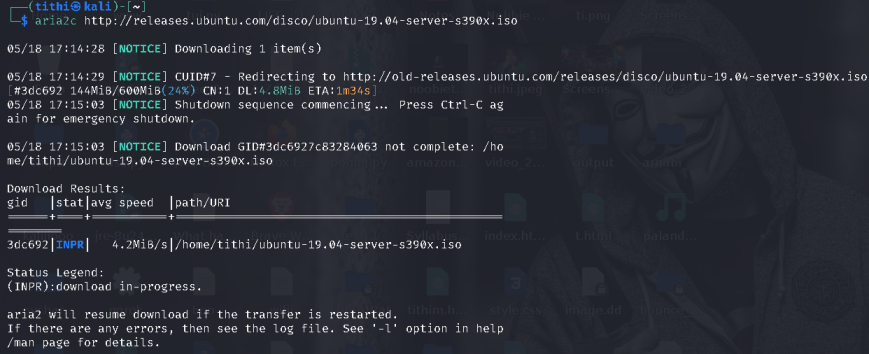 ┌──(tithi㉿kali)-[~]
└─$ aria2c http://releases.ubuntu.com/disco/ubuntu-19.04-server-s390x.iso
05/18 17:14:28 [NOTICE] Downloading 1 item(s)
05/18 17:14:29 [NOTICE] CUID#7 - Redirecting to http://old-releases.ubuntu.com/releases/disco/ubuntu-19.04-server-s390x.iso
[#3dc692 144MiB/600MiB(24%) CN:1 DL:4.8MiB ETA:1m34s]
05/18 17:15:03 [NOTICE] Shutdown sequence commencing... Press Ctrl-C ag
ain for emergency shutdown.
05/18 17:15:03 [NOTICE] Download GID#3dc6927c83284063 not complete: /ho
me/tithi/ubuntu-19.04-server-s390x.iso
Download Results:
gid   |stat|avg speed  |path/URI
======+====+===========+================================================
========
3dc692|INPR|   4.2MiB/s|/home/tithi/ubuntu-19.04-server-s390x.iso
Status Legend:
(INPR):download in-progress.
aria2 will resume download if the transfer is restarted.
If there are any errors, then see the log file. See '-l' option in help
/man page for details.